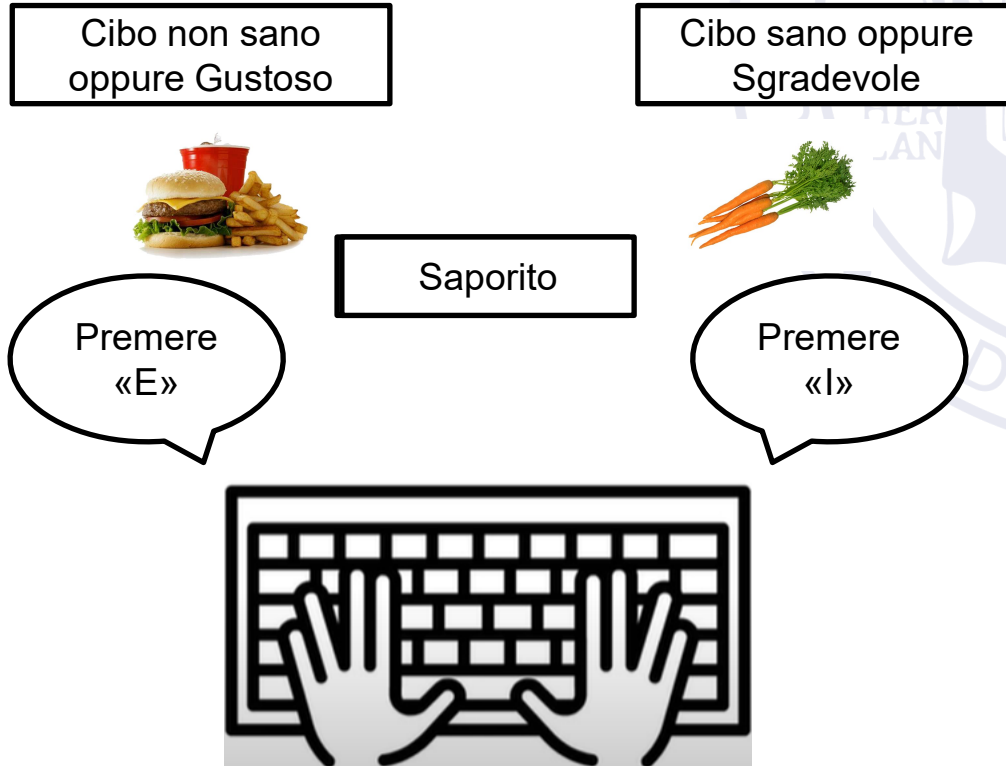 Cibo non sano
oppure Gustoso
Cibo sano oppure
Sgradevole
Saporito
Premere
«E»
Premere
«I»